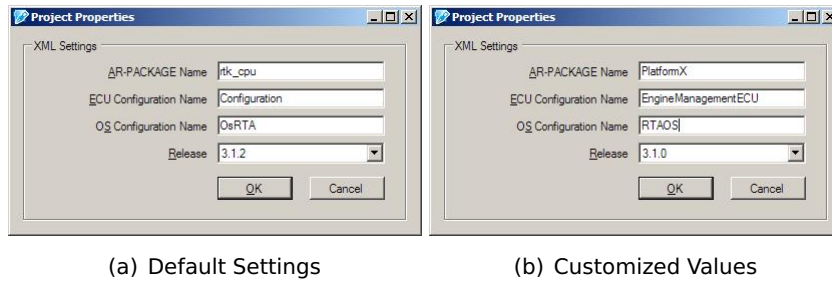 Project Properties
XML Settings
AR-PACKAGE Name rtk_cpu
ECU Configuration Name Configuration
OS Configuration Name OsRTA
Release 3.1.2
OK Cancel
(a) Default Settings
Project Properties
XML Settings
AR-PACKAGE Name PlatformX
ECU Configuration Name EngineManagementECU
OS Configuration Name RTAOS
Release 3.1.0
OK Cancel
(b) Customized Values